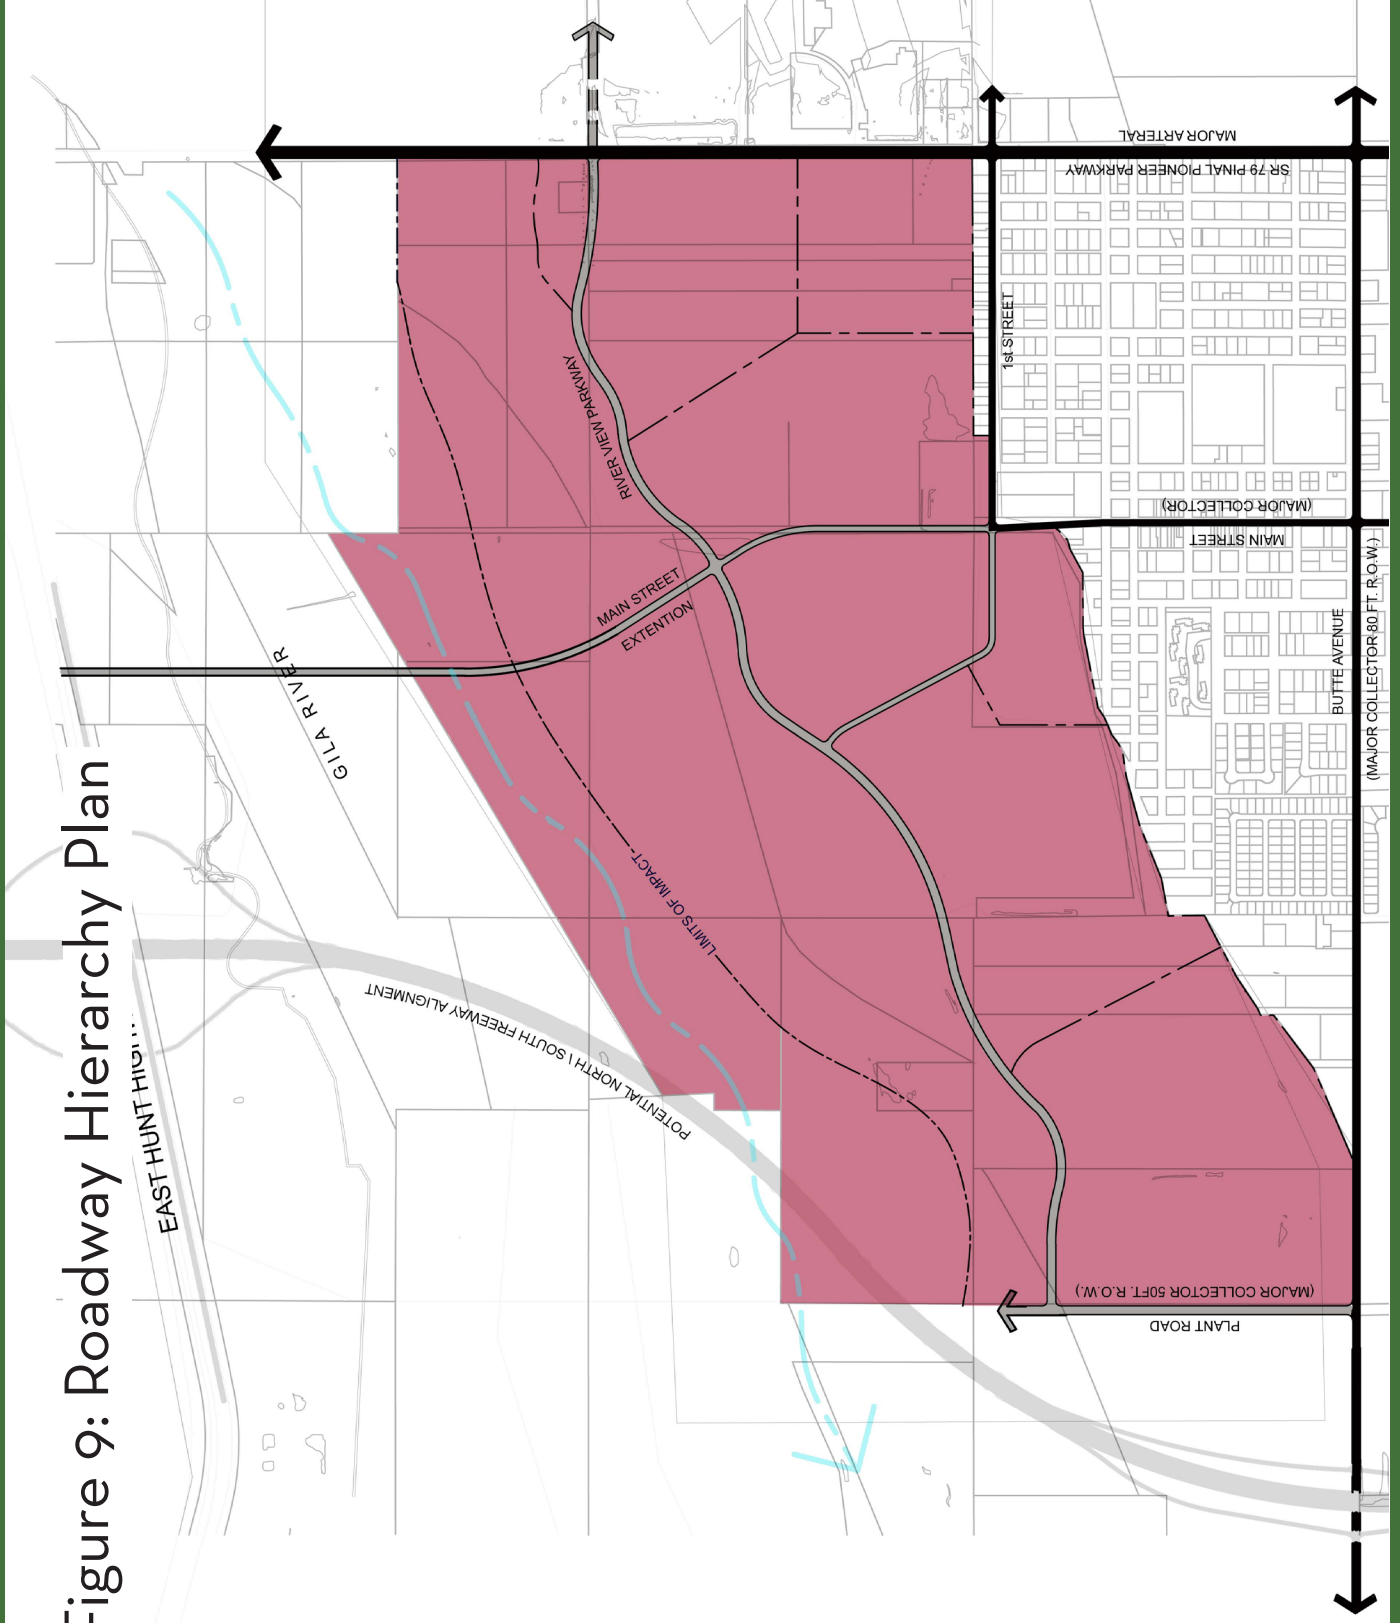 Figure 9: Roadway Hierarchy Plan
EAST HUNT HIGH
GILA RIVER
POTENTIAL NORTH \ SOUTH FREEWAY ALIGNMENT
LIMITS OF IMPACT
MAIN STREET
EXTENTION
RIVER VIEW PARKWAY
MAJOR ARTERAL
SR 79 PINAL PIONEER PARKWAY
1st STREET
(MAJOR COLLECTOR)
MAIN STREET
BUTTE AVENUE
(MAJOR COLLECTOR 80 FT. R.O.W.)
(MAJOR COLLECTOR 50FT. R.O.W.)
PLANT ROAD